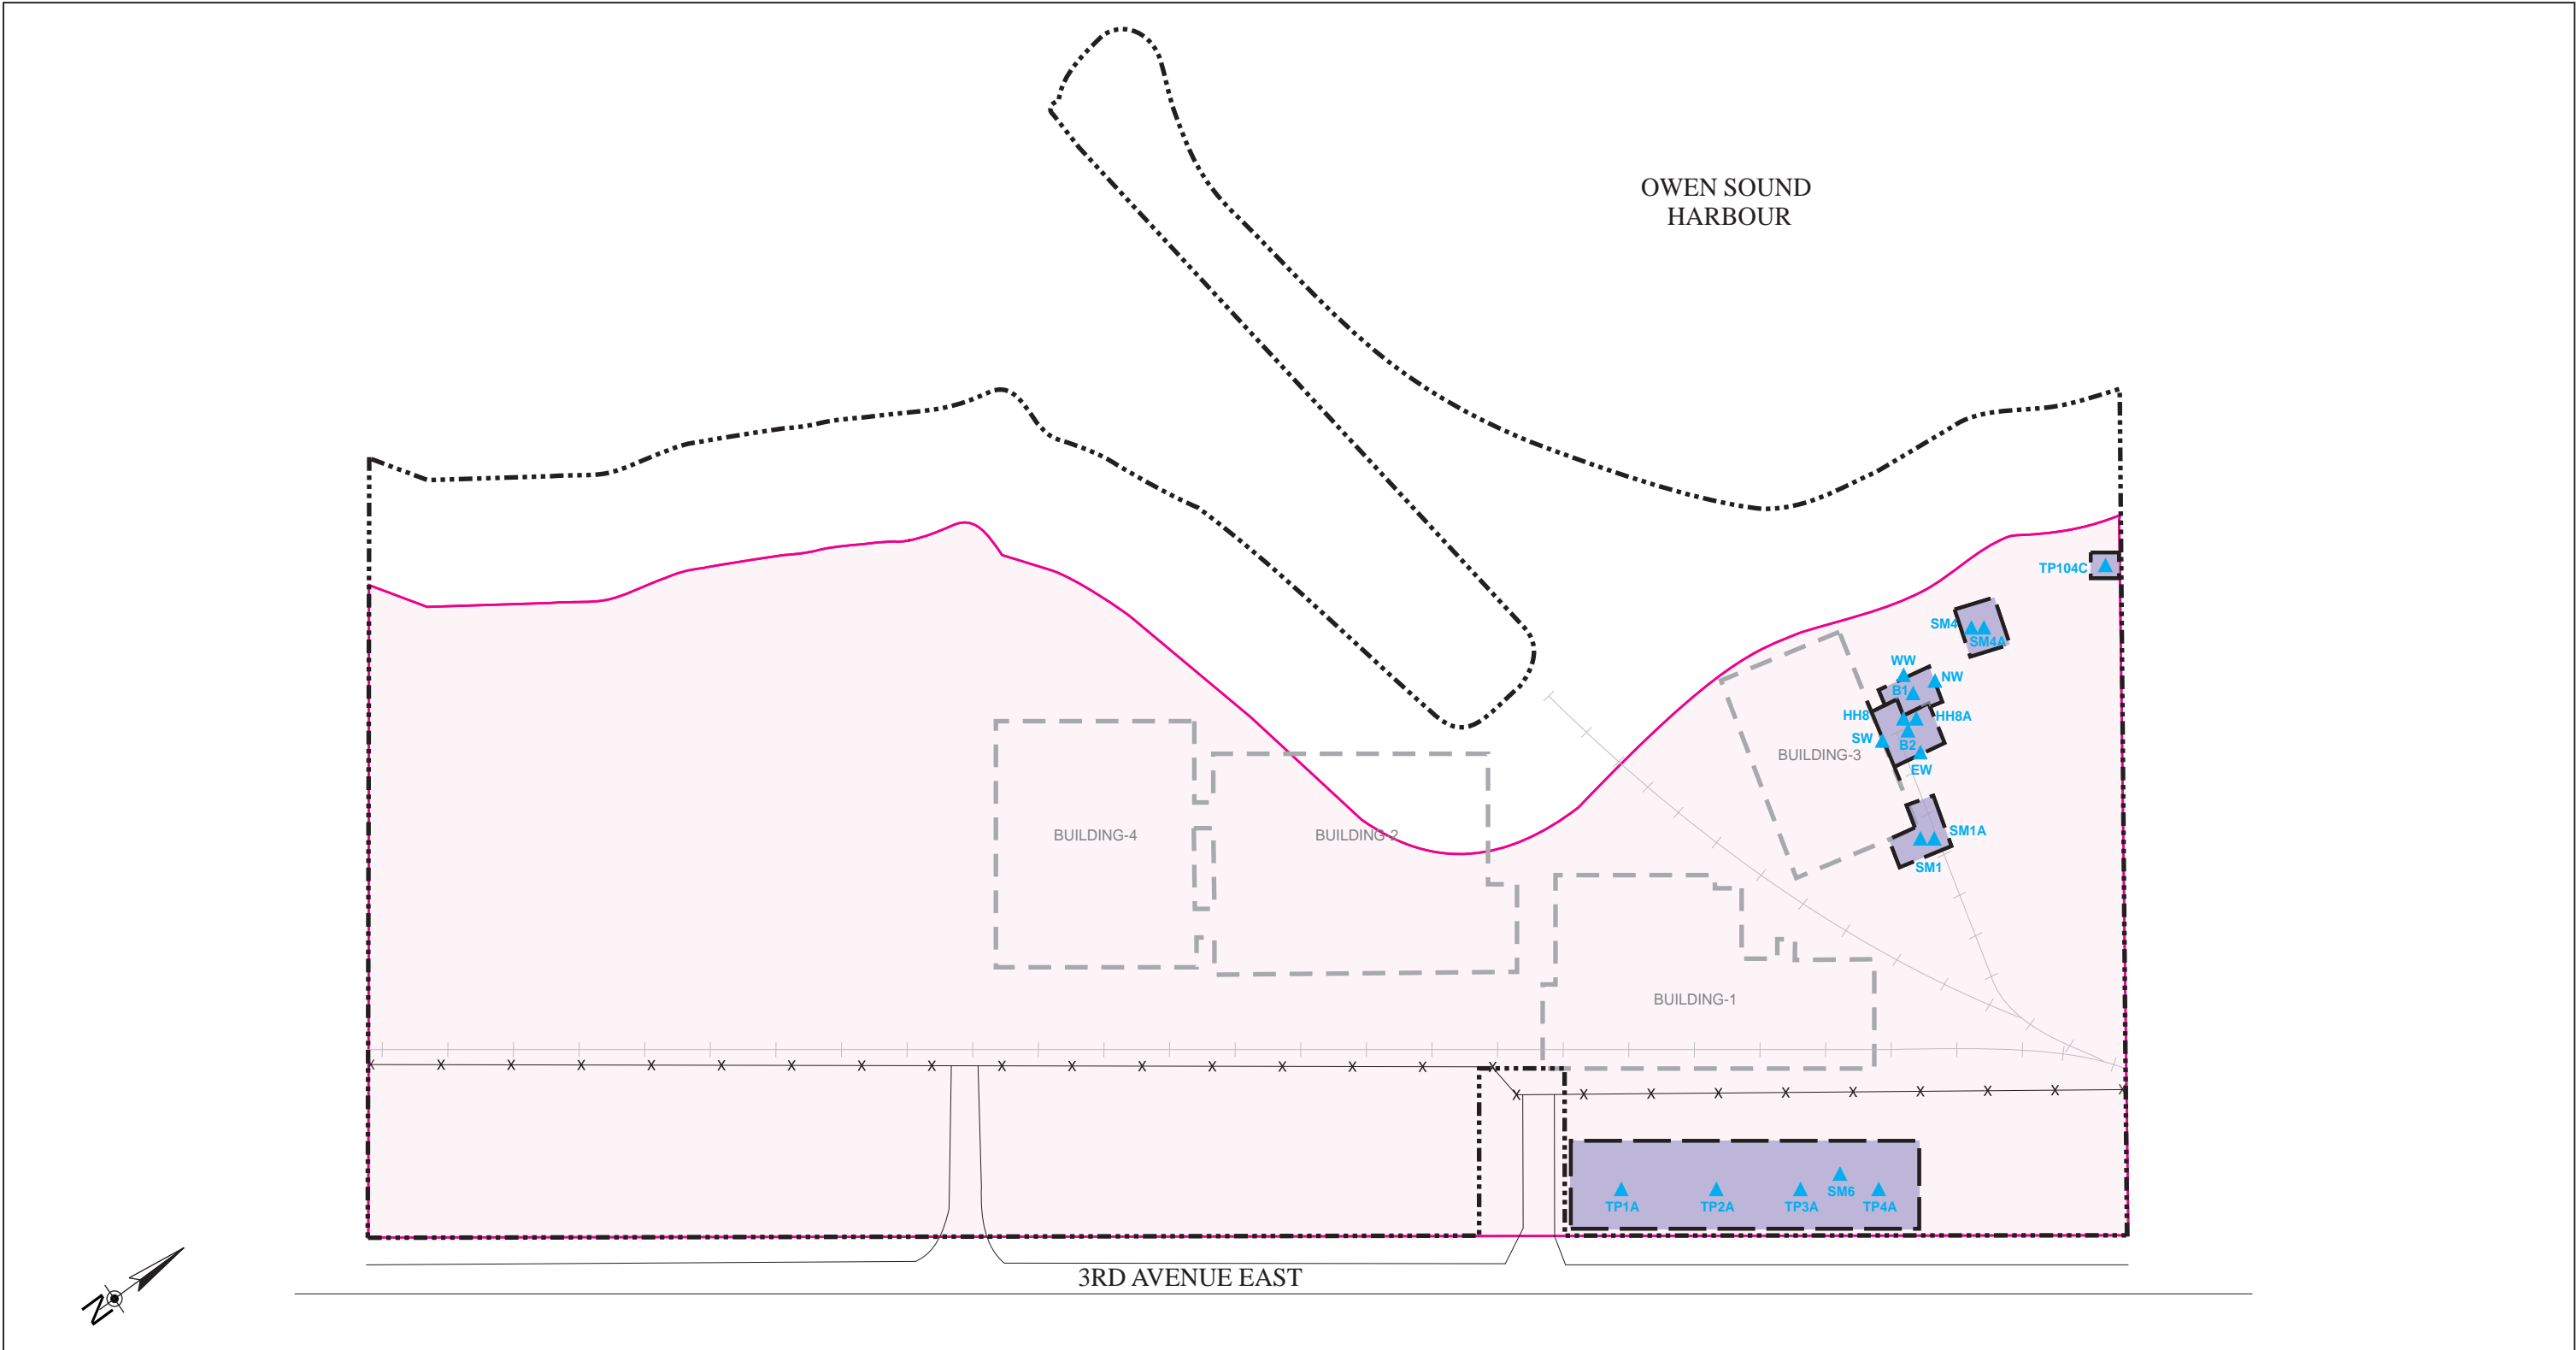 OWEN SOUND
HARBOUR
TP104C
SM4
SM4A
WW
NW
B1
HH8
HH8A
SW
B2
EW
BUILDING-3
SM1A
SM1
BUILDING-4
BUILDING-2
BUILDING-1
X X X X X X X X X X X X X X X X X
X X X X X X X X X X
TP1A
TP2A
TP3A
SM6
TP4A
3RD AVENUE EAST
N